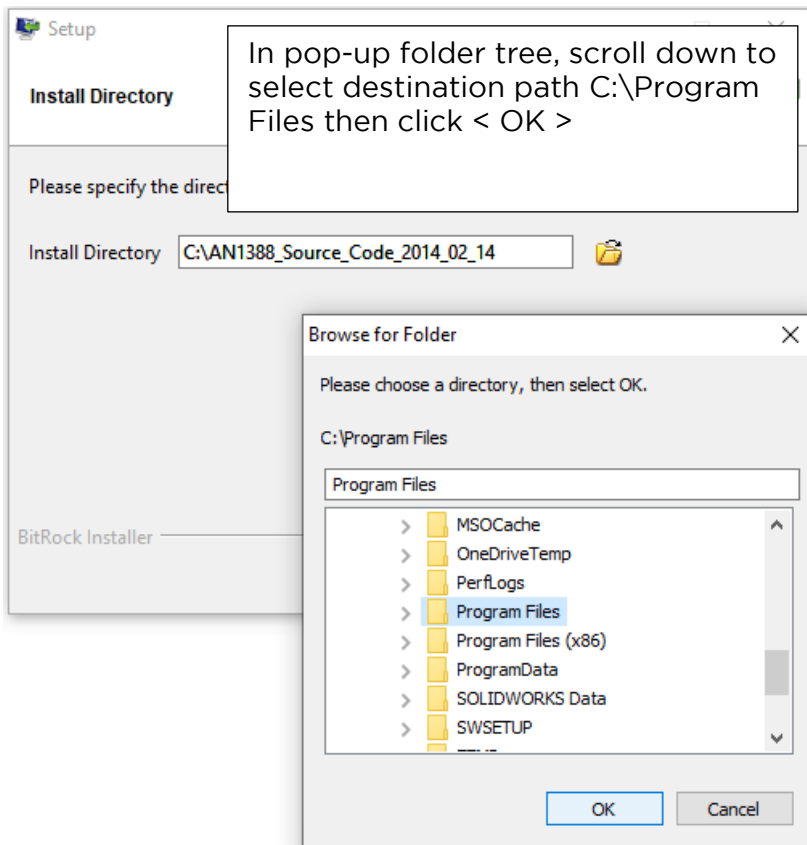 Setup
In pop-up folder tree, scroll down to
select destination path C:\Program
Files then click < OK >
Install Directory
Please specify the direc
Install Directory C:\AN1388_Source_Code_2014_02_14
Browse for Folder
Please choose a directory, then select OK.
C:\Program Files
Program Files
MSOCache
OneDriveTemp
PerfLogs
Program Files
Program Files (x86)
ProgramData
SOLIDWORKS Data
SWSETUP
BitRock Installer
OK Cancel